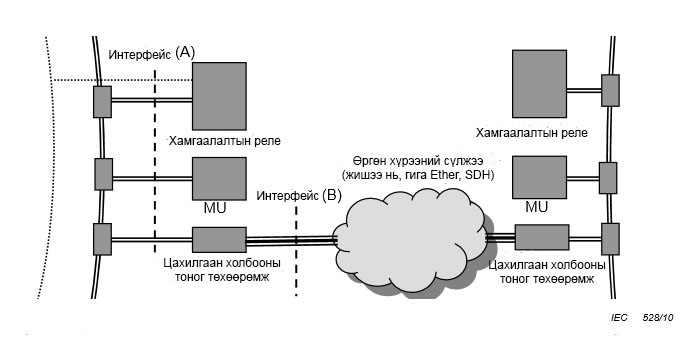 Интерфейс (A)
Хамгаалалтын реле
Хамгаалалтын реле
Өргөн хүрээний сүлжээ
(жишээ нь, гига Ether, SDH)
MU
Интерфейс (B)
MU
Цахилгаан холбооны
тоног төхөөрөмж
Цахилгаан холбооны
тоног төхөөрөмж
IEC 528/10